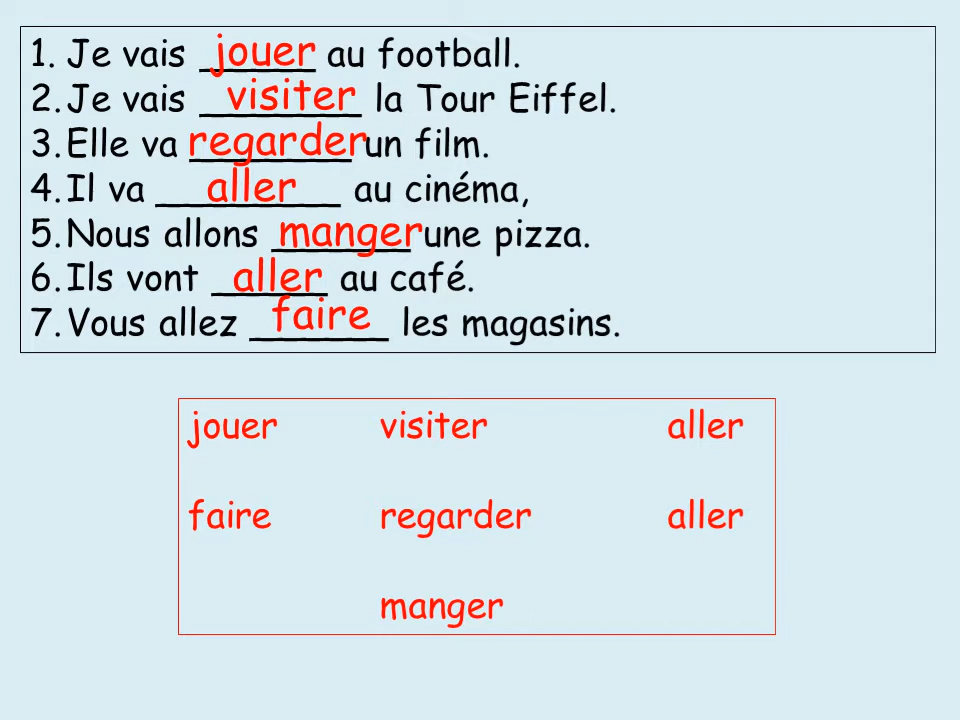 1. Je vais jouer au football.
2. Je vais visiter la Tour Eiffel.
3. Elle va regarder un film.
4. Il va aller au cinéma,
5. Nous allons manger une pizza.
6. Ils vont aller au café.
7. Vous allez faire les magasins.
jouer visiter aller
faire regarder aller
manger